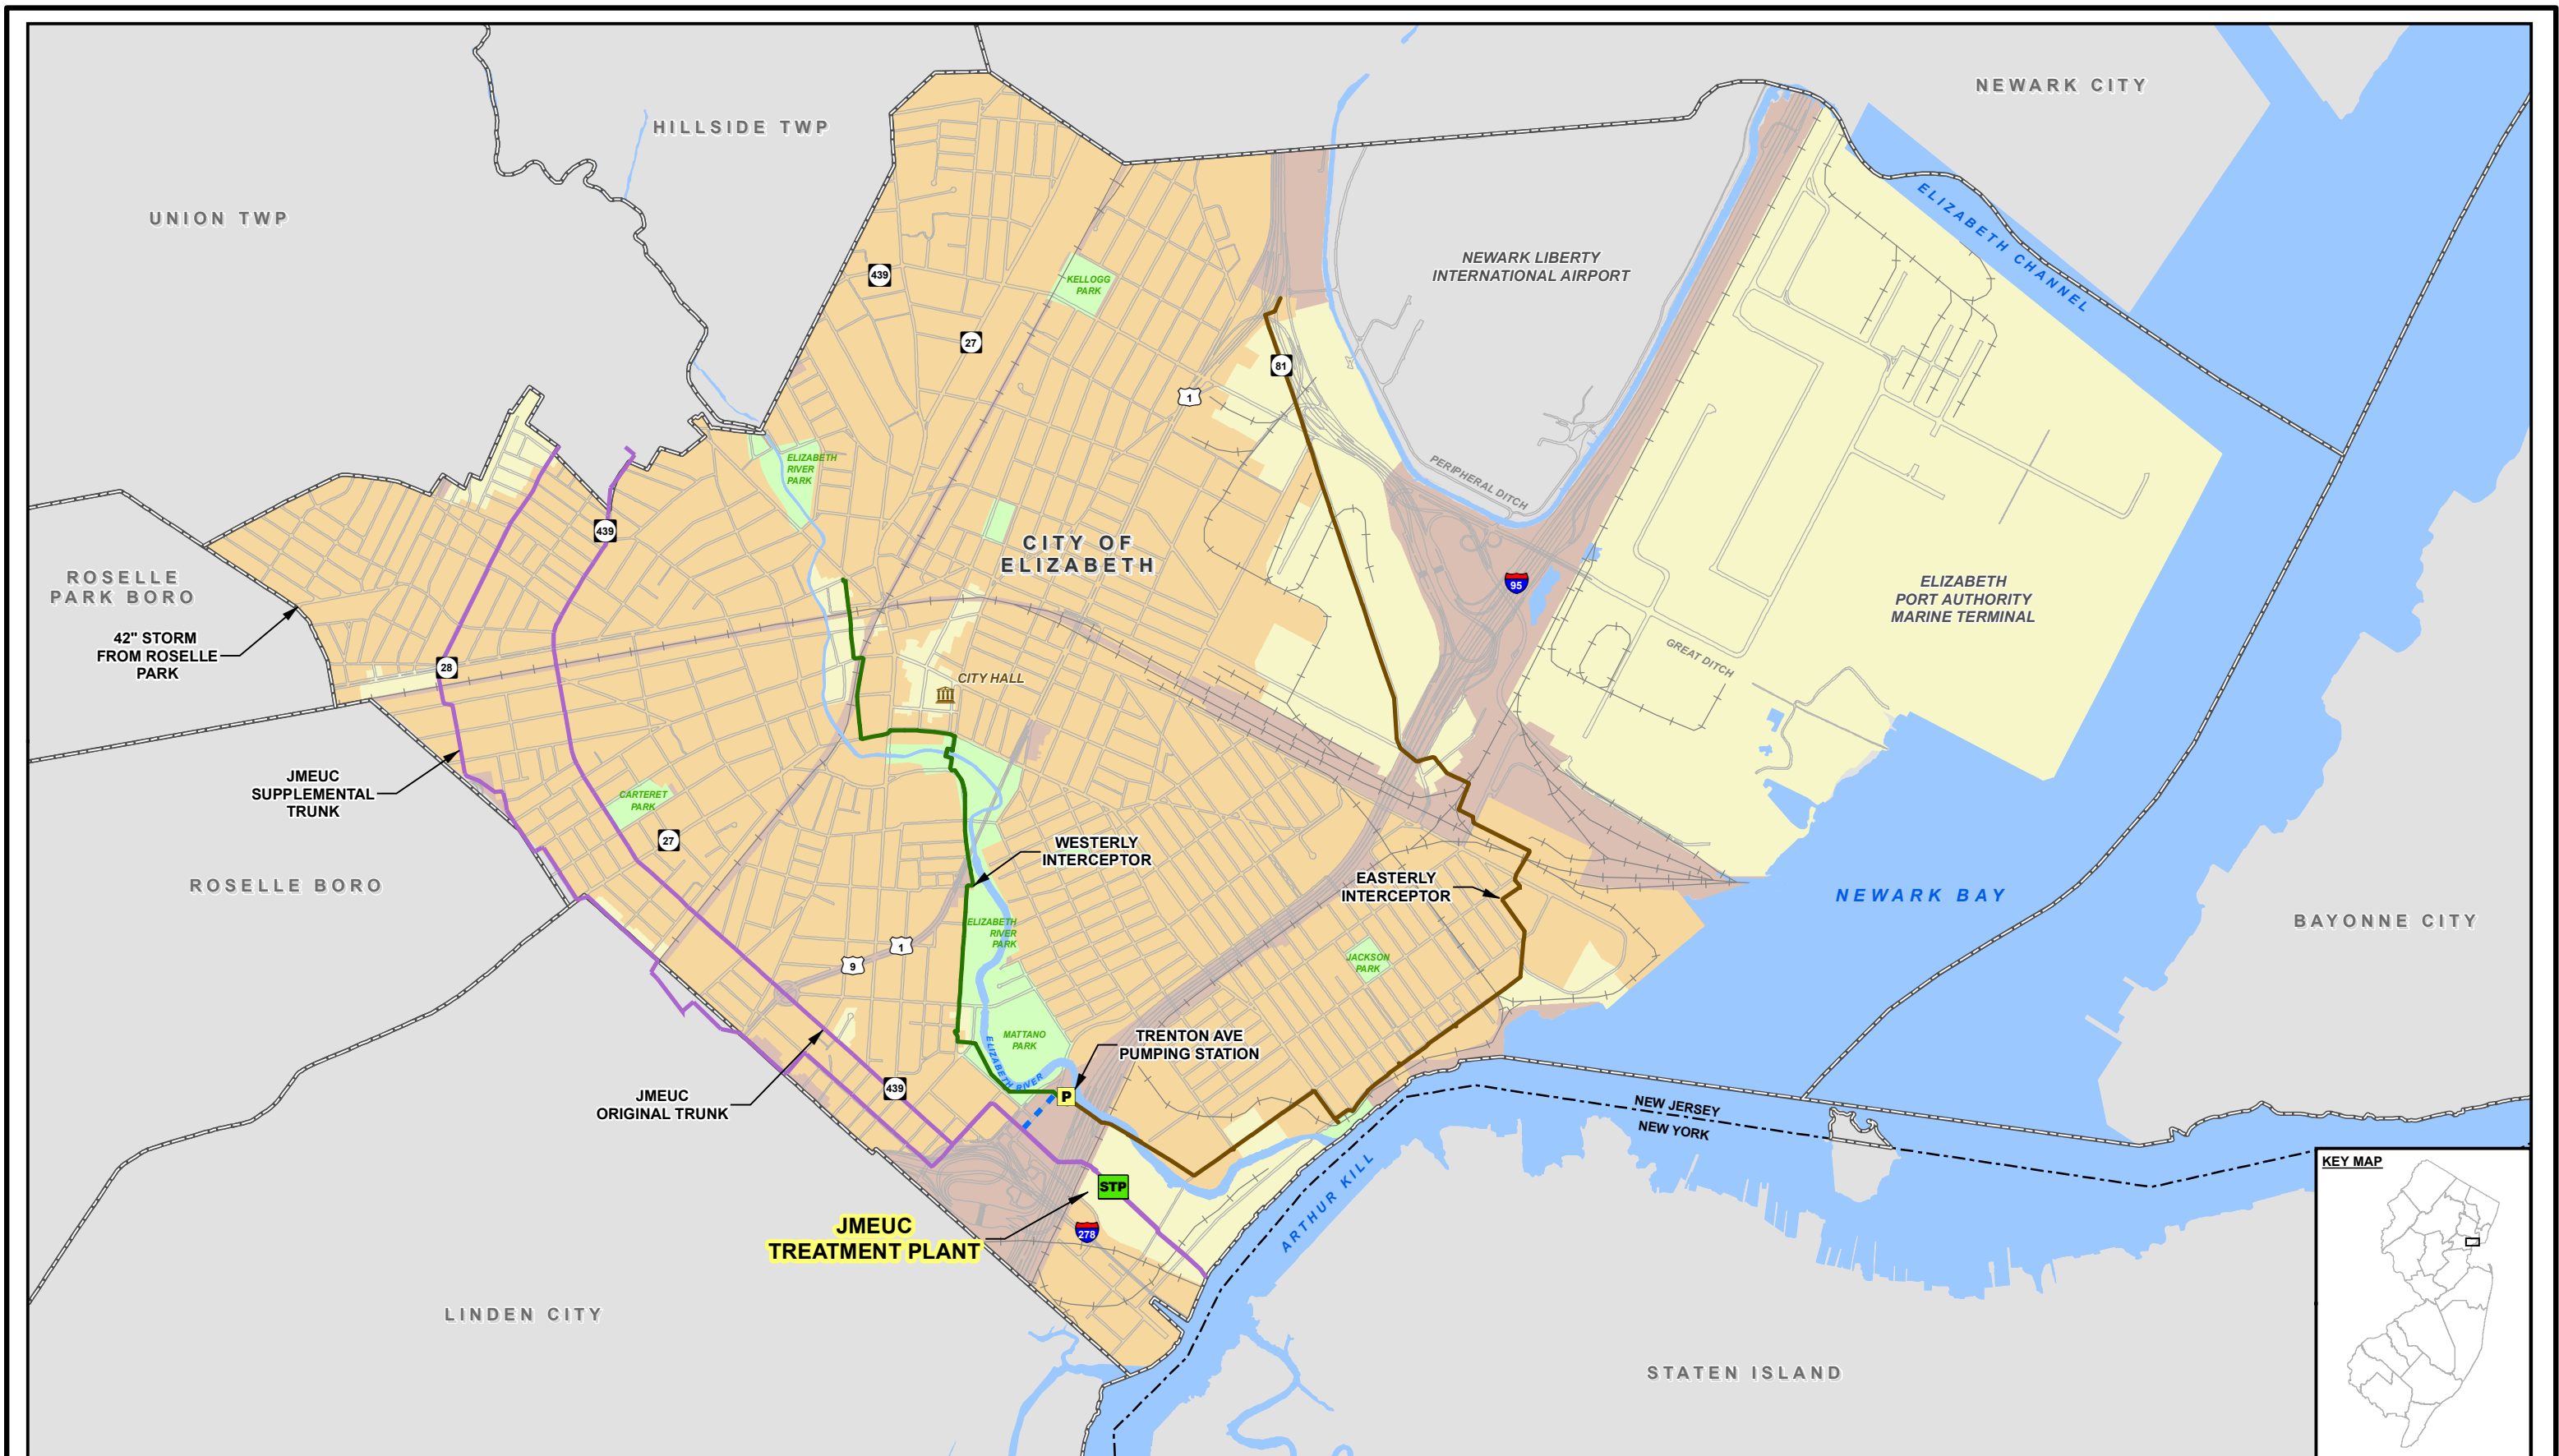 NEWARK CITY
HILLSIDE TWP
UNION TWP
ELIZABETH CHANNEL
NEWARK LIBERTY
INTERNATIONAL AIRPORT
439
KELLOGG
PARK
27
81
1
ELIZABETH
RIVER
PARK
PERIPHERAL DITCH
439
CITY OF
ELIZABETH
95
ELIZABETH
PORT AUTHORITY
MARINE TERMINAL
ROSELLE
PARK BORO
42" STORM
FROM ROSELLE
PARK
28
GREAT DITCH
CITY HALL
JMEUC
SUPPLEMENTAL
TRUNK
CARTERET
PARK
27
WESTERLY
INTERCEPTOR
EASTERLY
INTERCEPTOR
ROSELLE BORO
NEWARK BAY
BAYONNE CITY
ELIZABETH
RIVER
PARK
1
9
JACKSON
PARK
MATTANO
PARK
TRENTON AVE
PUMPING STATION
ELIZABETH RIVER
P
439
JMEUC
ORIGINAL TRUNK
NEW JERSEY
NEW YORK
KEY MAP
STP
ARTHUR KILL
JMEUC
TREATMENT PLANT
278
LINDEN CITY
STATEN ISLAND